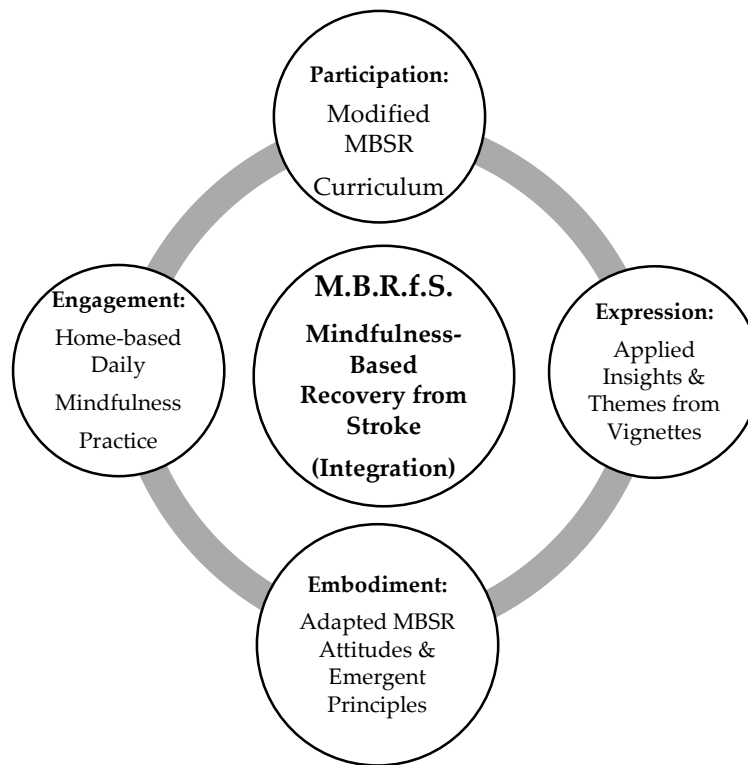 Participation:
Modified
MBSR
Curriculum
Engagement:
Home-based
Daily
Mindfulness
Practice
M.B.R.f.S.
Mindfulness-
Based
Recovery from
Stroke
(Integration)
Expression:
Applied
Insights &
Themes from
Vignettes
Embodiment:
Adapted MBSR
Attitudes &
Emergent
Principles